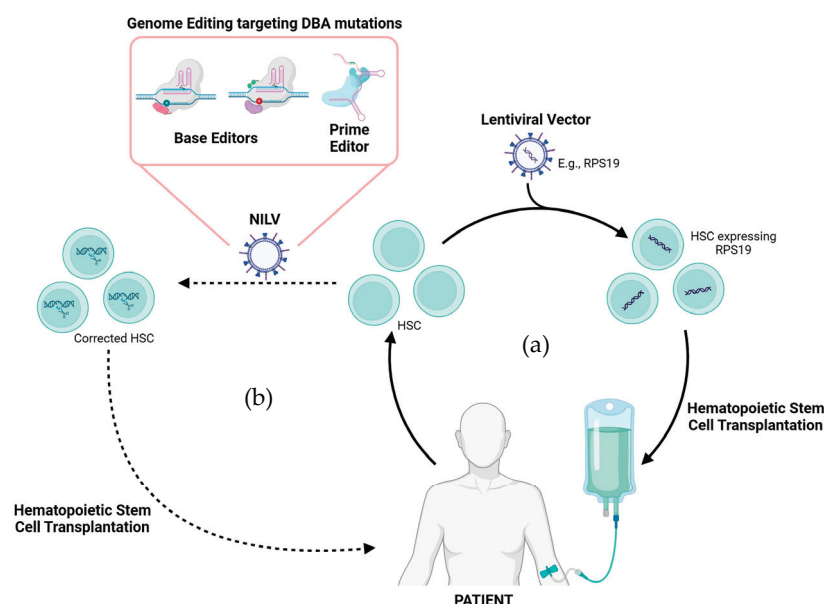 Genome Editing targeting DBA mutations
Base Editors
Prime
Editor
Lentiviral Vector
E.g., RPS19
NILV
HSC expressing
RPS19
HSC
Corrected HSC
(a)
(b)
Hematopoietic Stem
Cell Transplantation
Hematopoietic Stem
Cell Transplantation
PATIENT